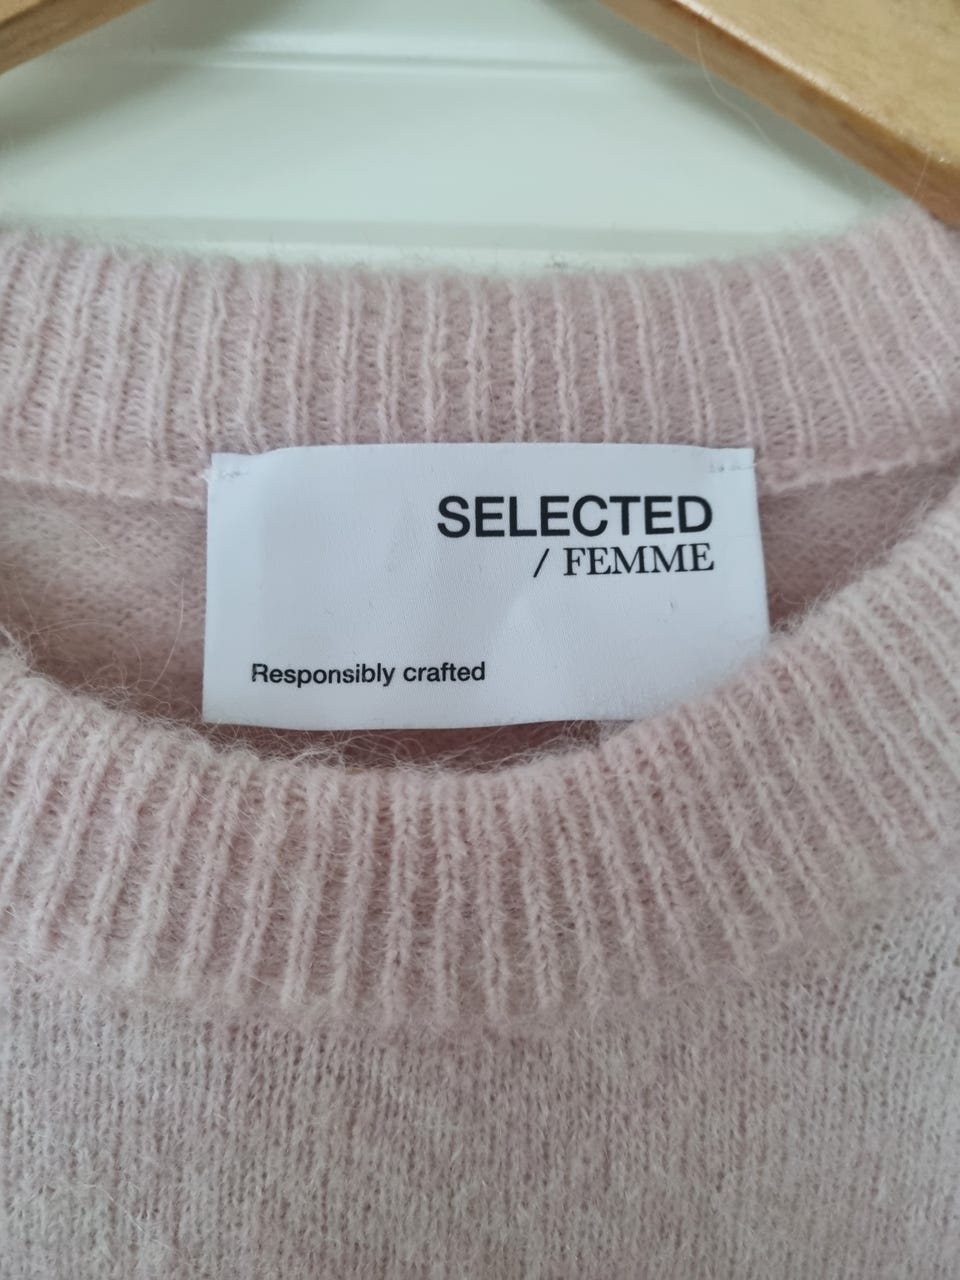 SELECTED
/ FEMME
Responsibly crafted